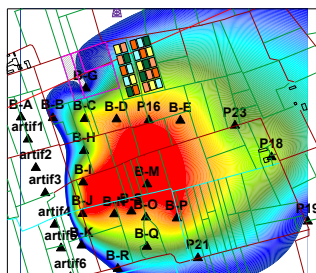 B-G
B-A B-B B-C B-D P16 B-E P23
artif1
B-H
artif2 P18
B-I B-M
artif3
B-J B-N B-O B-P P19
artif4
artif5 B-K B-Q
artif6 B-R P21